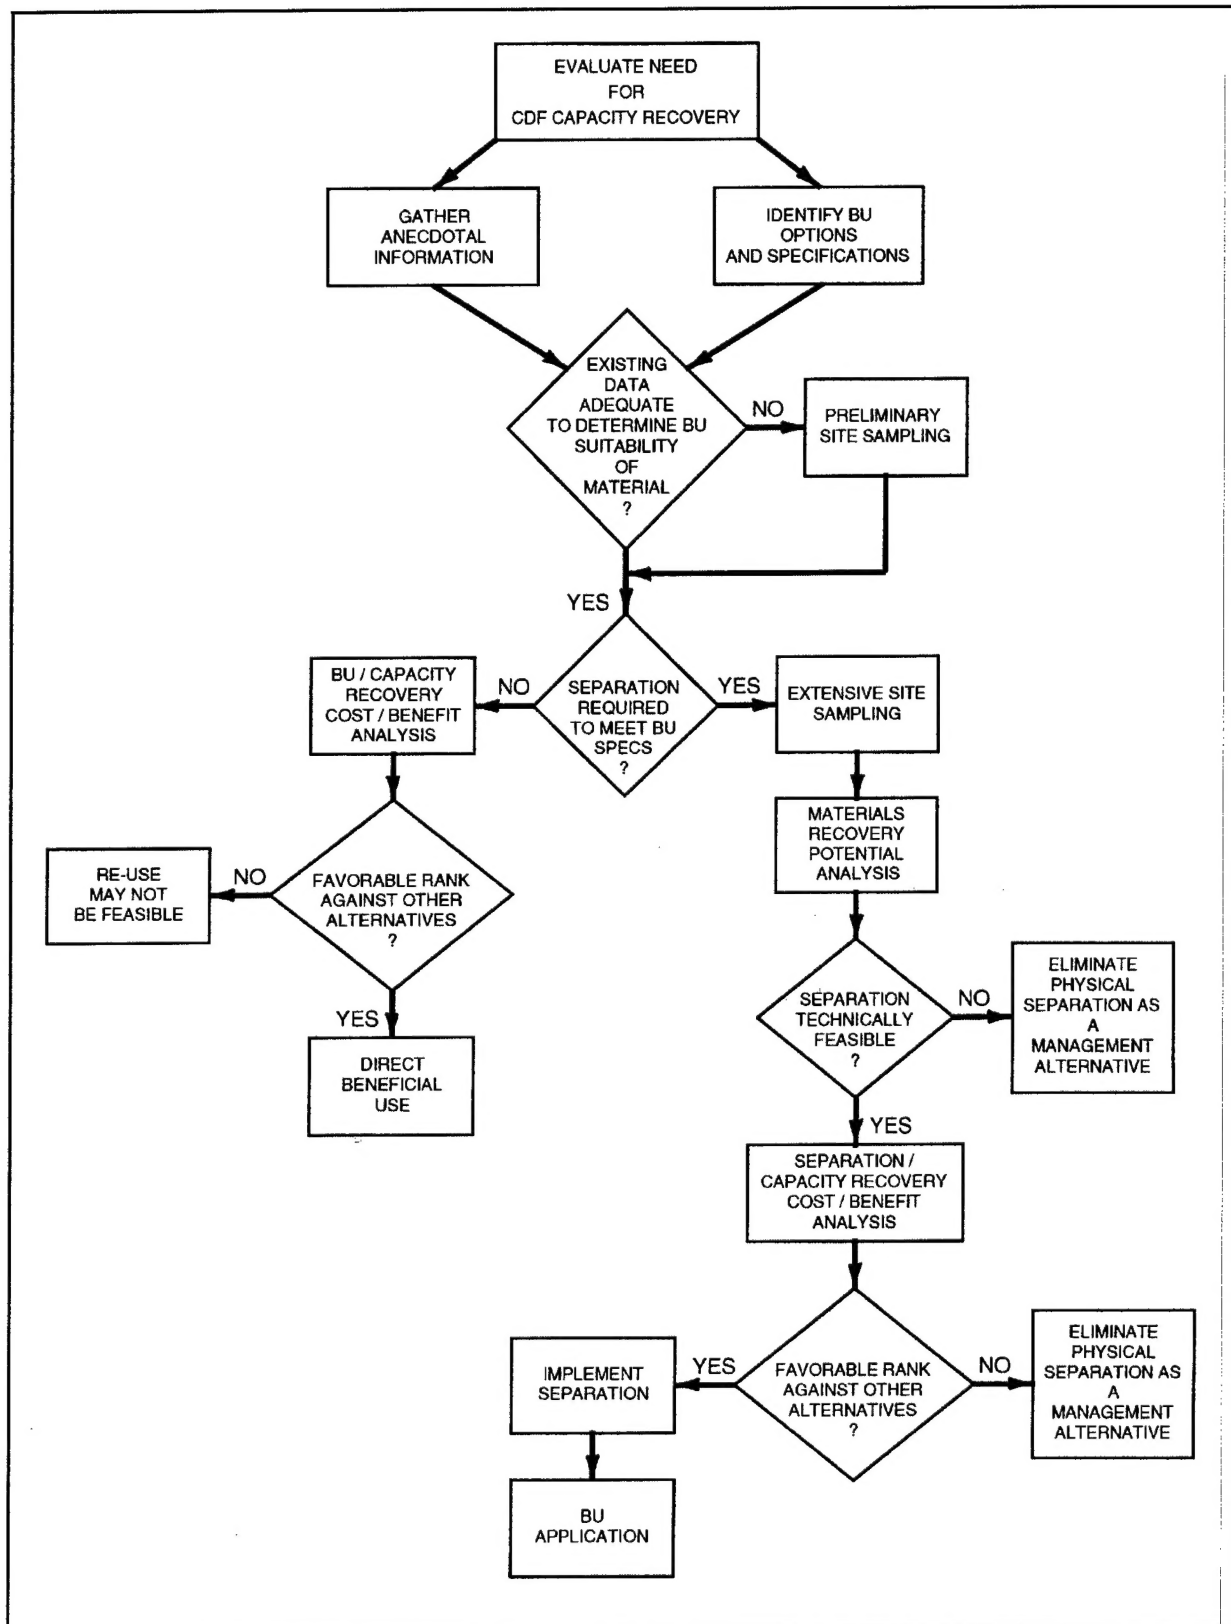 EVALUATE NEED
FOR
CDF CAPACITY RECOVERY
GATHER
ANECDOTAL
INFORMATION
IDENTIFY BU
OPTIONS
AND SPECIFICATIONS
EXISTING
DATA
ADEQUATE
TO DETERMINE BU
SUITABILITY
OF
MATERIAL
?
NO
PRELIMINARY
SITE SAMPLING
YES
SEPARATION
REQUIRED
TO MEET BU
SPECS
?
NO
BU / CAPACITY
RECOVERY
COST / BENEFIT
ANALYSIS
YES
EXTENSIVE SITE
SAMPLING
FAVORABLE RANK
AGAINST OTHER
ALTERNATIVES
?
NO
RE-USE
MAY NOT
BE FEASIBLE
YES
DIRECT
BENEFICIAL
USE
MATERIALS
RECOVERY
POTENTIAL
ANALYSIS
SEPARATION
TECHNICALLY
FEASIBLE
?
NO
ELIMINATE
PHYSICAL
SEPARATION AS
A
MANAGEMENT
ALTERNATIVE
YES
SEPARATION /
CAPACITY RECOVERY
COST / BENEFIT
ANALYSIS
FAVORABLE RANK
AGAINST OTHER
ALTERNATIVES
?
YES
IMPLEMENT
SEPARATION
NO
ELIMINATE
PHYSICAL
SEPARATION AS
A
MANAGEMENT
ALTERNATIVE
BU
APPLICATION